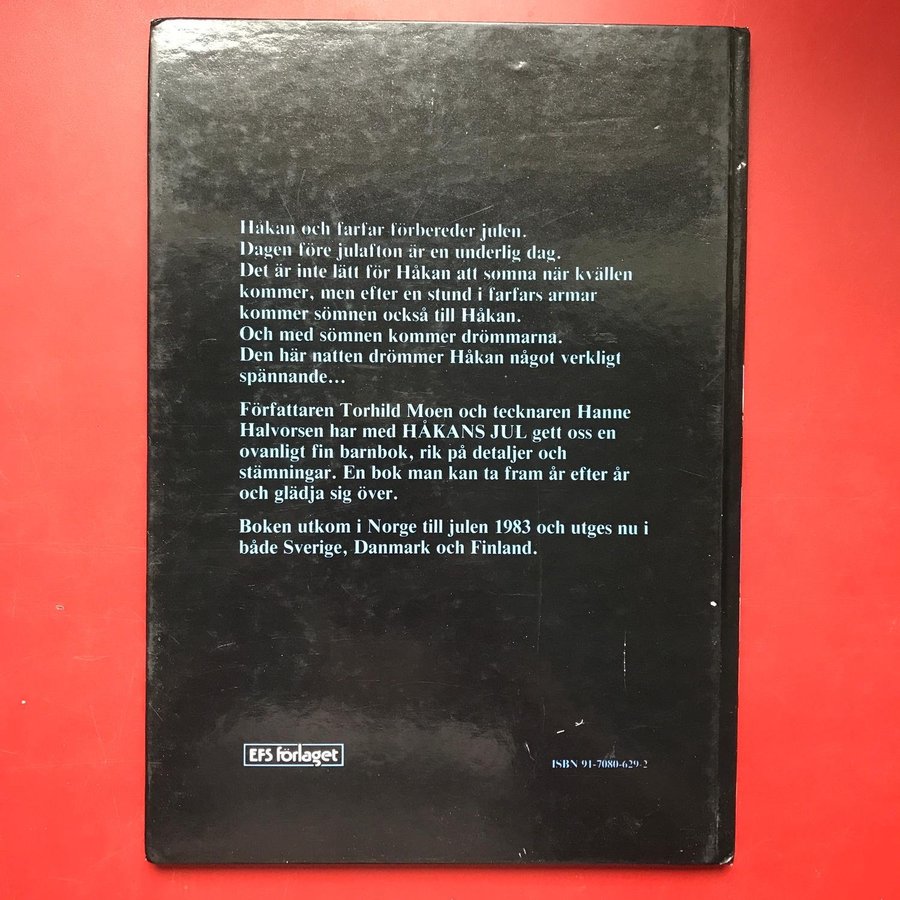 Håkan och farfar förbereder julen.
Dagen före julafton är en underlig dag.
Det är inte lätt för Håkan att somna när kvällen
kommer, men efter en stund i farfars armar
kommer sömnen också till Håkan.
Och med sömnen kommer drömmarna.
Den här natten drömmer Håkan något verkligt
spännande...
Författaren Torhild Moen och tecknaren Hanne
Halvorsen har med HÅKANS JUL gett oss en
ovanligt fin barnbok, rik på detaljer och
stämningar. En bok man kan ta fram år efter år
och glädja sig över.
Boken utkom i Norge till julen 1983 och utges nu i
både Sverige, Danmark och Finland.
EFS förlaget
ISBN 91-7080-629-2